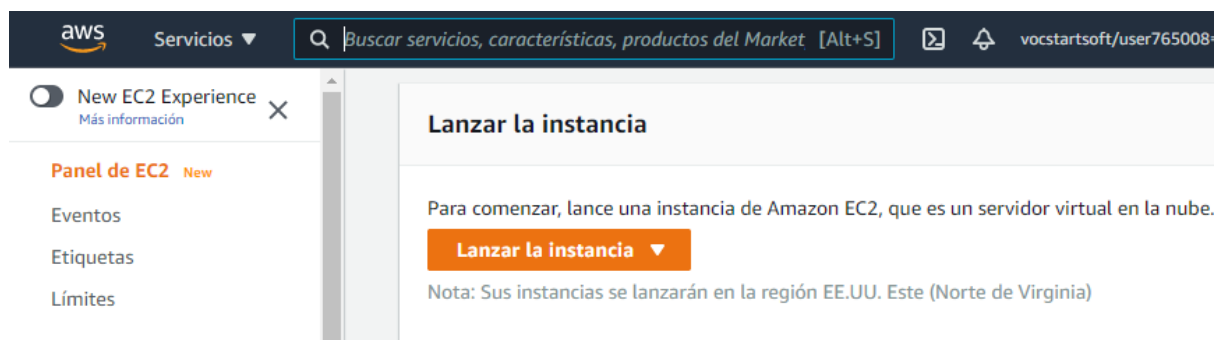 aws Servicios ▼ Buscar servicios, características, productos del Market [Alt+S] vocstartsoft/user765008=
New EC2 Experience
Más información
Panel de EC2 New
Eventos
Etiquetas
Límites
Lanzar la instancia
Para comenzar, lance una instancia de Amazon EC2, que es un servidor virtual en la nube.
Lanzar la instancia ▼
Nota: Sus instancias se lanzarán en la región EE.UU. Este (Norte de Virginia)